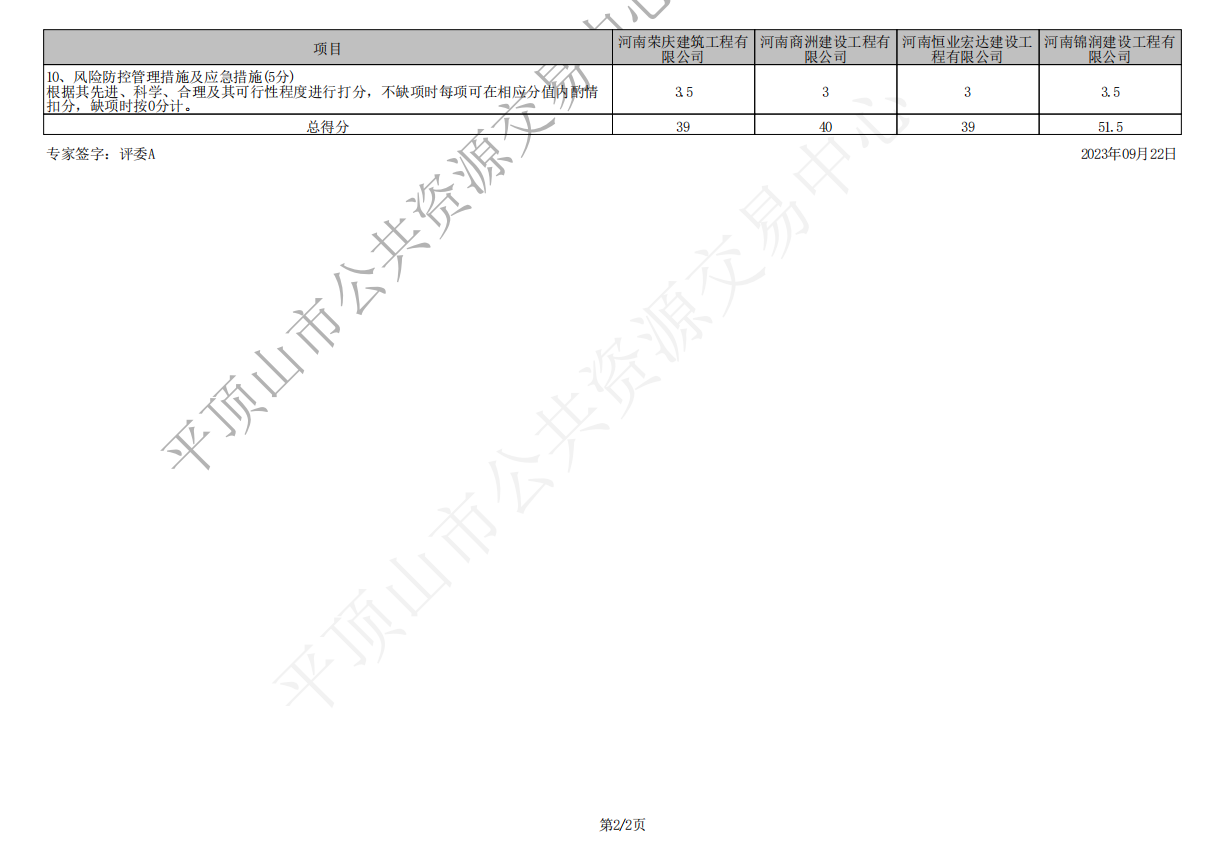 项目
河南荣庆建筑工程有
限公司
河南商洲建设工程有
限公司
河南恒业宏达建设工
程有限公司
河南锦润建设工程有
限公司
10、风险防控管理措施及应急措施(5分)
根据其先进、科学、合理及其可行性程度进行打分，不缺项时每项可在相应分值内酌情
扣分，缺项时按0分计。
3.5
3
3
3.5
总得分
39
40
39
51.5
专家签字：评委A
2023年09月22日
平顶山市公共资源交易中心
平顶山市公共资源交易中心
第2/2页